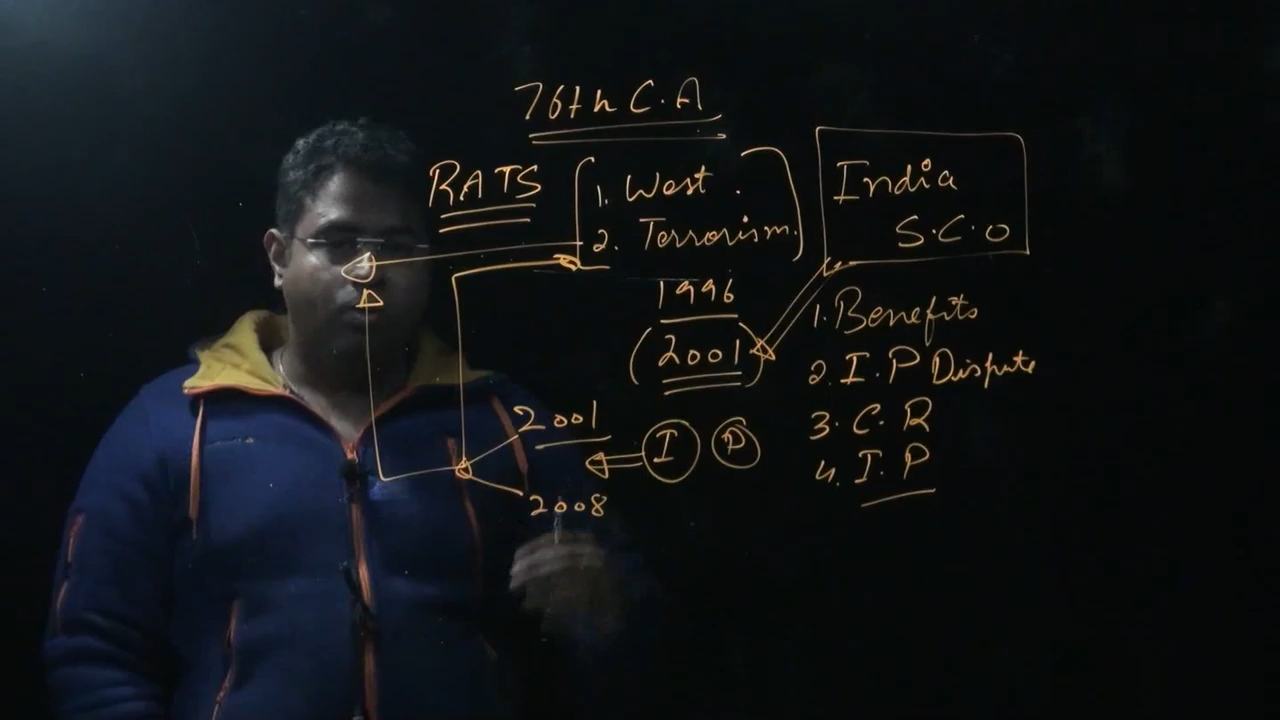 76th C.A
RATS
1. West.
2. Terrorism.
1996
(2001)
2001
2008
I P
India
S.C.O
1. Benefits
2. I.P Dispute
3. C.R
4. I.P